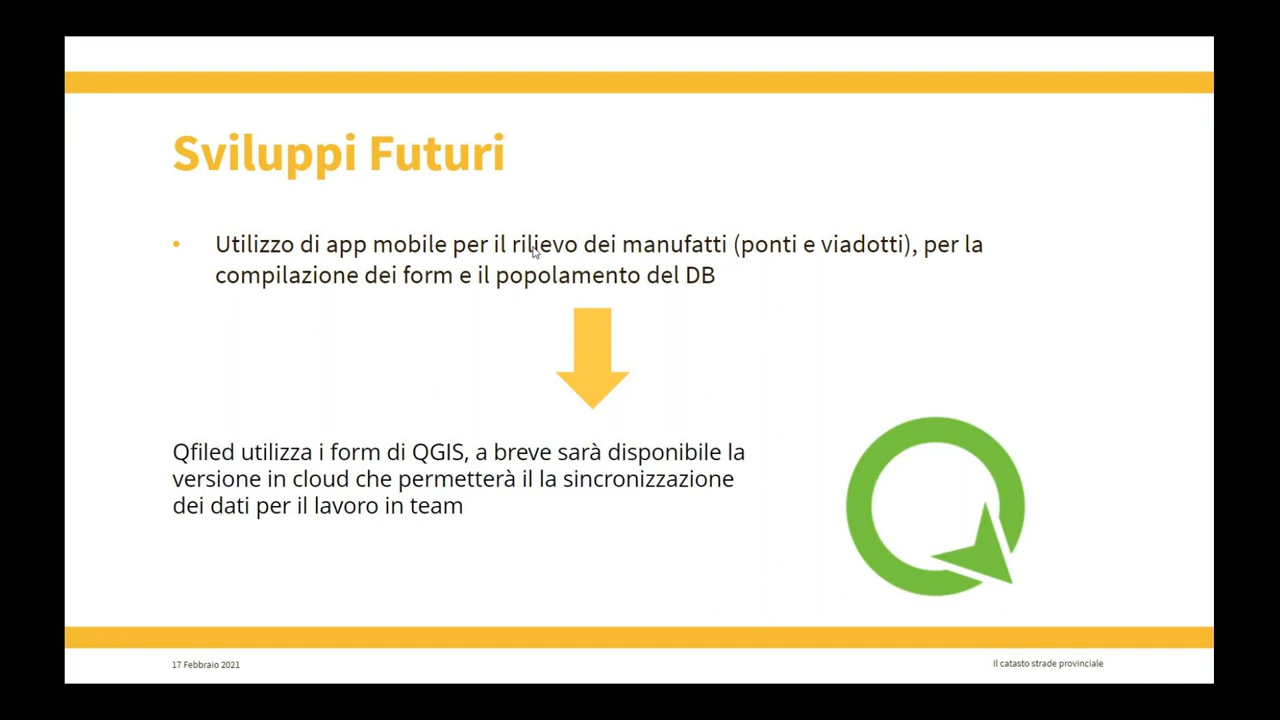 Sviluppi Futuri
• Utilizzo di app mobile per il rilievo dei manufatti (ponti e viadotti), per la
compilazione dei form e il popolamento del DB
Qfiled utilizza i form di QGIS, a breve sarà disponibile la
versione in cloud che permetterà il la sincronizzazione
dei dati per il lavoro in team
17 Febbraio 2021
Il catasto strade provinciale